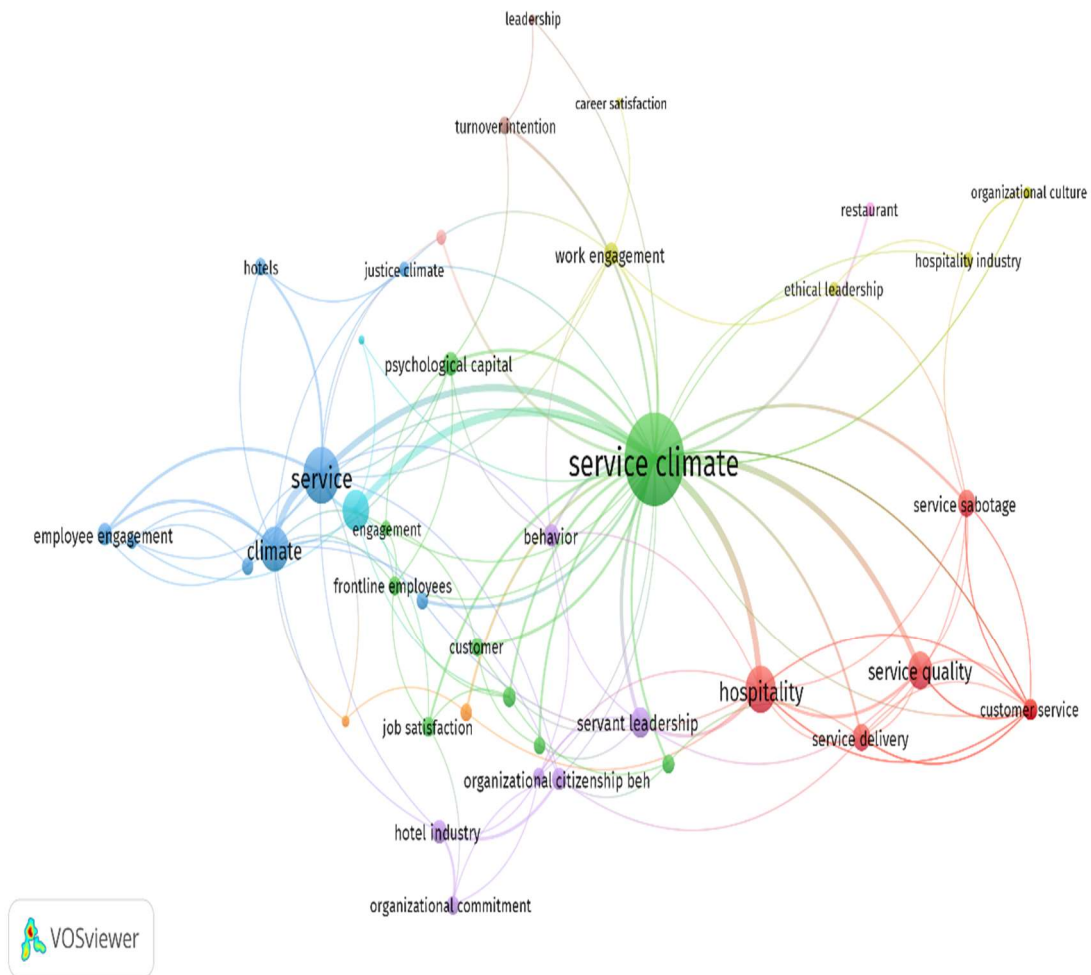 leadership
career satisfaction
turnover intention
organizational culture
restaurant
work engagement
hospitality industry
hotels
justice climate
ethical leadership
psychological capital
service climate
service
service sabotage
engagement
behavior
employee engagement
climate
frontline employees
customer
service quality
hospitality
customer service
job satisfaction
servant leadership
service delivery
organizational citizenship beh
hotel industry
organizational commitment
VOSviewer